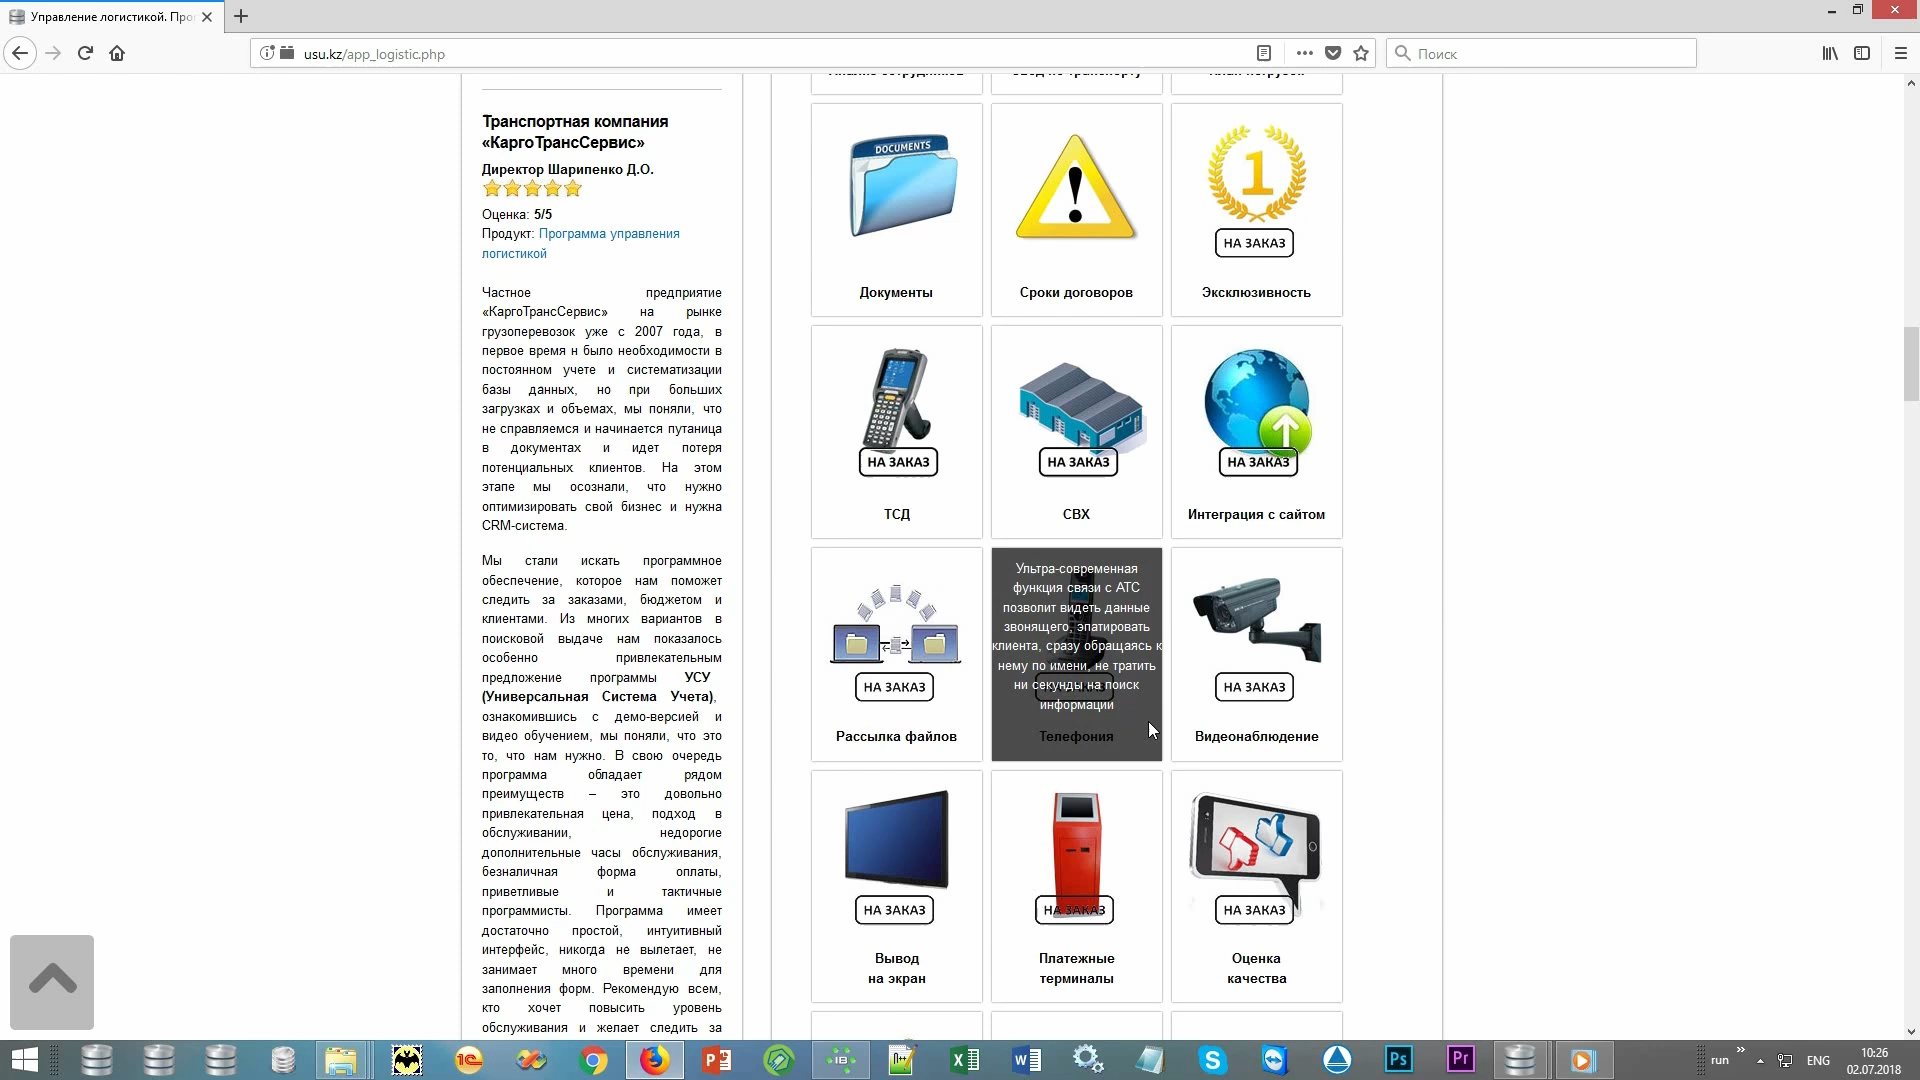 Управление логистикой. Про
usu.kz/app_logistic.php
Поиск
Транспортная компания
«КаргоТрансСервис»
Директор Шарипенко Д.О.
Оценка: 5/5
Продукт: Программа управления
логистикой
Частное предприятие
«КаргоТрансСервис» на рынке
грузоперевозок уже с 2007 года, в
первое время н было необходимости в
постоянном учете и систематизации
базы данных, но при больших
загрузках и объемах, мы поняли, что
не справляемся и начинается путаница
в документах и идет потеря
потенциальных клиентов. На этом
этапе мы осознали, что нужно
оптимизировать свой бизнес и нужна
CRM-система.
Мы стали искать программное
обеспечение, которое нам поможет
следить за заказами, бюджетом и
клиентами. Из многих вариантов в
поисковой выдаче нам показалось
особенно привлекательным
предложение программы УСУ
(Универсальная Система Учета),
ознакомившись с демо-версией и
видео обучением, мы поняли, что это
то, что нам нужно. В свою очередь
программа обладает рядом
преимуществ – это довольно
привлекательная цена, подход в
обслуживании, недорогие
дополнительные часы обслуживания,
безналичная форма оплаты,
приветливые и тактичные
программисты. Программа имеет
достаточно простой, интуитивный
интерфейс, никогда не вылетает, не
занимает много времени для
заполнения форм. Рекомендую всем,
кто хочет повысить уровень
обслуживания и желает следить за
DOCUMENTS
Документы
Сроки договоров
1
НА ЗАКАЗ
Эксклюзивность
НА ЗАКАЗ
ТСД
НА ЗАКАЗ
СВХ
НА ЗАКАЗ
Интеграция с сайтом
НА ЗАКАЗ
Рассылка файлов
Ультра-современная
функция связи с АТС
позволит видеть данные
звонящего, эпатировать
клиента, сразу обращаясь к
нему по имени, не тратить
ни секунды на поиск
информации
Телефония
НА ЗАКАЗ
Видеонаблюдение
НА ЗАКАЗ
Вывод
на экран
НА ЗАКАЗ
Платежные
терминалы
НА ЗАКАЗ
Оценка
качества
run
ENG
10:26
02.07.2018